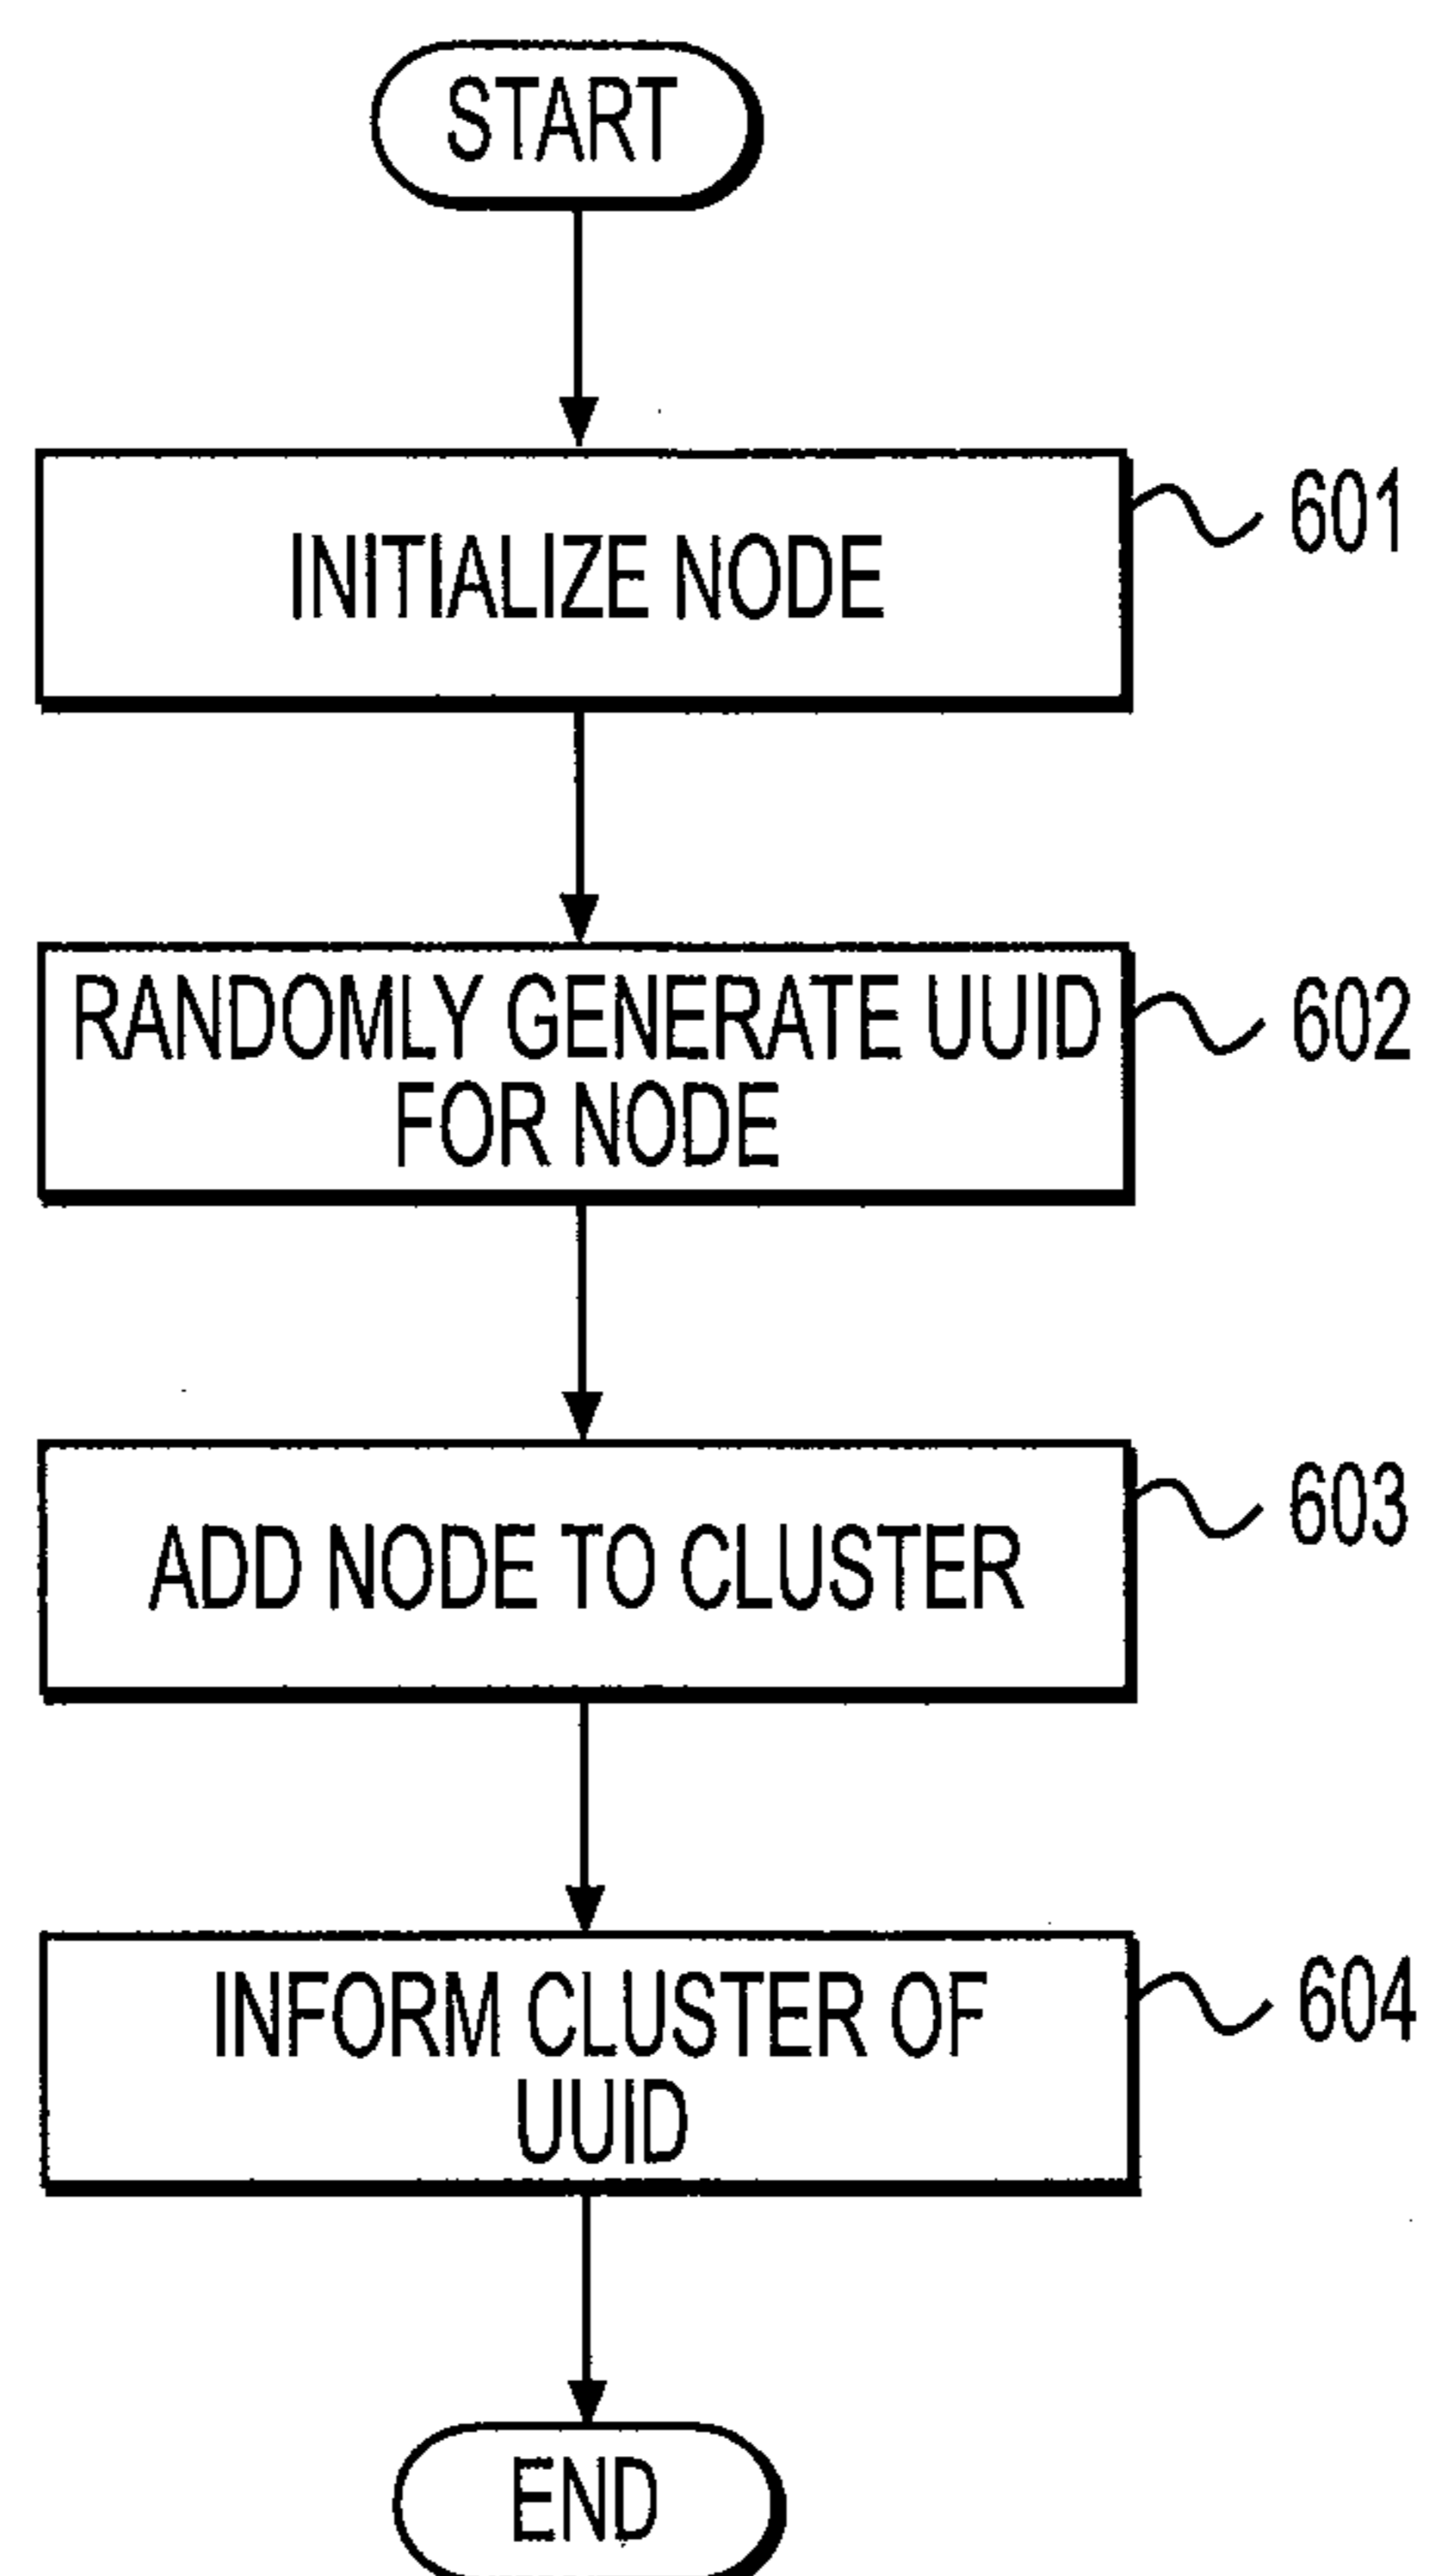 START
INITIALIZE NODE
601
RANDOMLY GENERATE UUID
FOR NODE
602
ADD NODE TO CLUSTER
603
INFORM CLUSTER OF
UUID
604
END